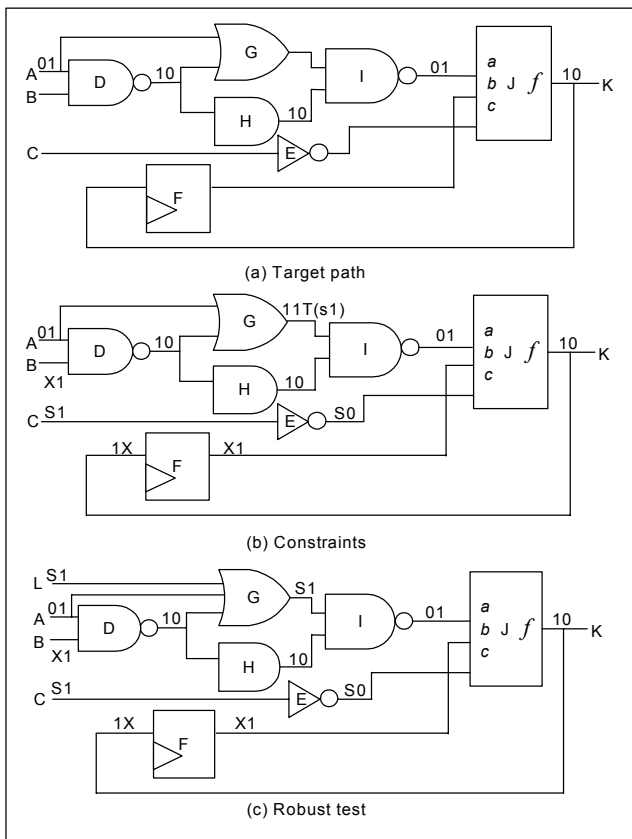 G
A 01 D 10 I 01 a b c J f 10 K
B
H 10
C E
F
(a) Target path
G 11T(s1)
A 01 D 10 I 01 a b c J f 10 K
B X1
H 10
C S1 E S0
1X F X1
(b) Constraints
L S1
G S1
A 01 D 10 I 01 a b c J f 10 K
B X1
H 10
C S1 E S0
1X F X1
(c) Robust test